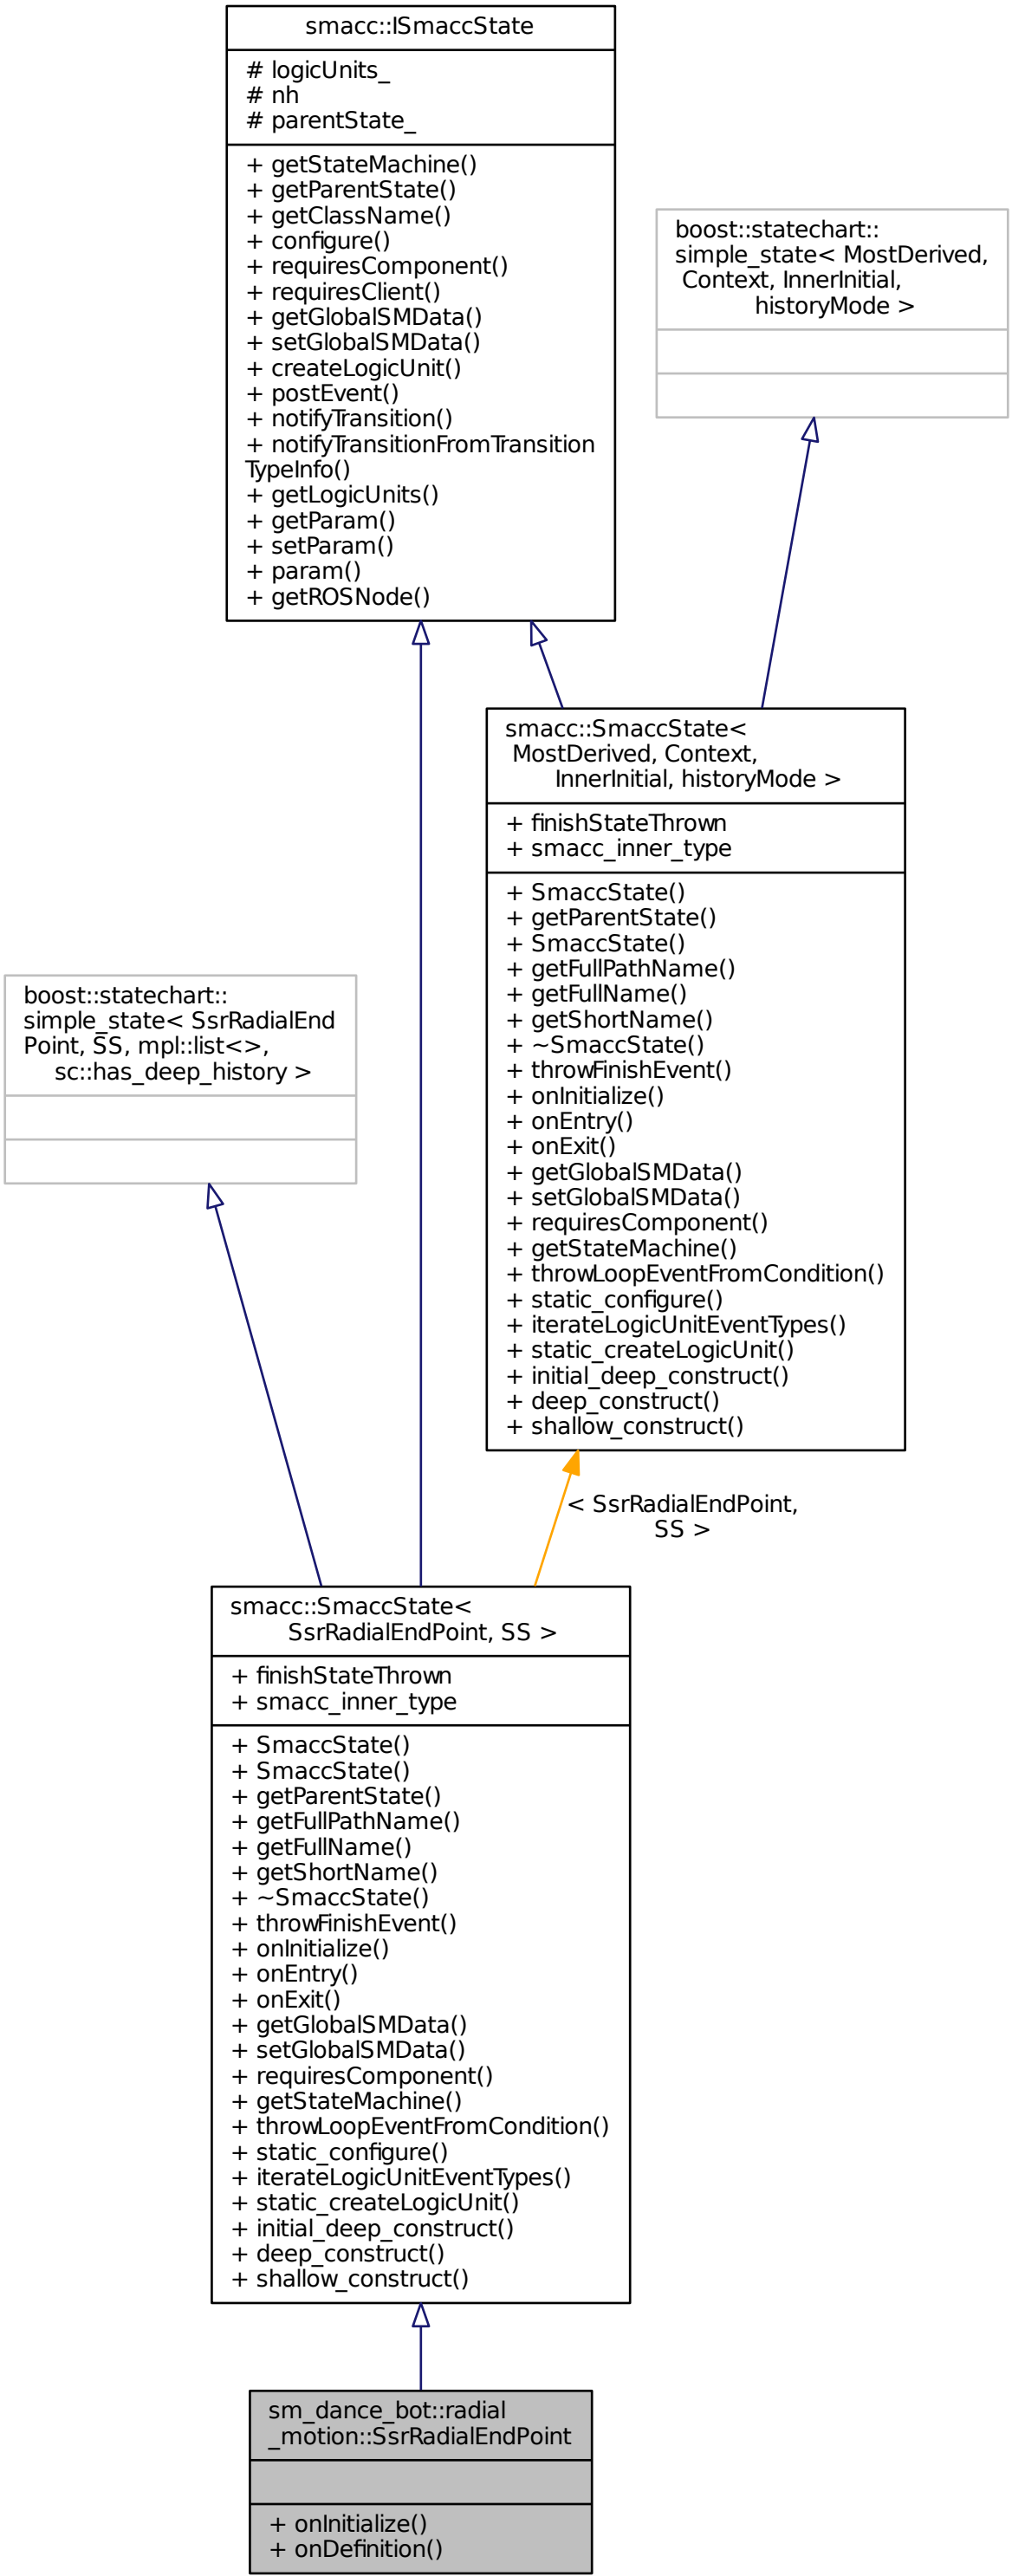 smacc::ISmaccState
# logicUnits_
# nh
# parentState_
+ getStateMachine()
+ getParentState()
+ getClassName()
+ configure()
+ requiresComponent()
+ requiresClient()
+ getGlobalSMData()
+ setGlobalSMData()
+ createLogicUnit()
+ postEvent()
+ notifyTransition()
+ notifyTransitionFromTransition
TypeInfo()
+ getLogicUnits()
+ getParam()
+ setParam()
+ param()
+ getROSNode()
boost::statechart::
simple_state< MostDerived,
Context, InnerInitial,
historyMode >
smacc::SmaccState<
MostDerived, Context,
InnerInitial, historyMode >
+ finishStateThrown
+ smacc_inner_type
+ SmaccState()
+ getParentState()
+ SmaccState()
+ getFullPathName()
+ getFullName()
+ getShortName()
+ ~SmaccState()
+ throwFinishEvent()
+ onInitialize()
+ onEntry()
+ onExit()
+ getGlobalSMData()
+ setGlobalSMData()
+ requiresComponent()
+ getStateMachine()
+ throwLoopEventFromCondition()
+ static_configure()
+ iterateLogicUnitEventTypes()
+ static_createLogicUnit()
+ initial_deep_construct()
+ deep_construct()
+ shallow_construct()
boost::statechart::
simple_state< SsrRadialEnd
Point, SS, mpl::list<>,
sc::has_deep_history >
< SsrRadialEndPoint,
SS >
smacc::SmaccState<
SsrRadialEndPoint, SS >
+ finishStateThrown
+ smacc_inner_type
+ SmaccState()
+ SmaccState()
+ getParentState()
+ getFullPathName()
+ getFullName()
+ getShortName()
+ ~SmaccState()
+ throwFinishEvent()
+ onInitialize()
+ onEntry()
+ onExit()
+ getGlobalSMData()
+ setGlobalSMData()
+ requiresComponent()
+ getStateMachine()
+ throwLoopEventFromCondition()
+ static_configure()
+ iterateLogicUnitEventTypes()
+ static_createLogicUnit()
+ initial_deep_construct()
+ deep_construct()
+ shallow_construct()
sm_dance_bot::radial
_motion::SsrRadialEndPoint
+ onInitialize()
+ onDefinition()